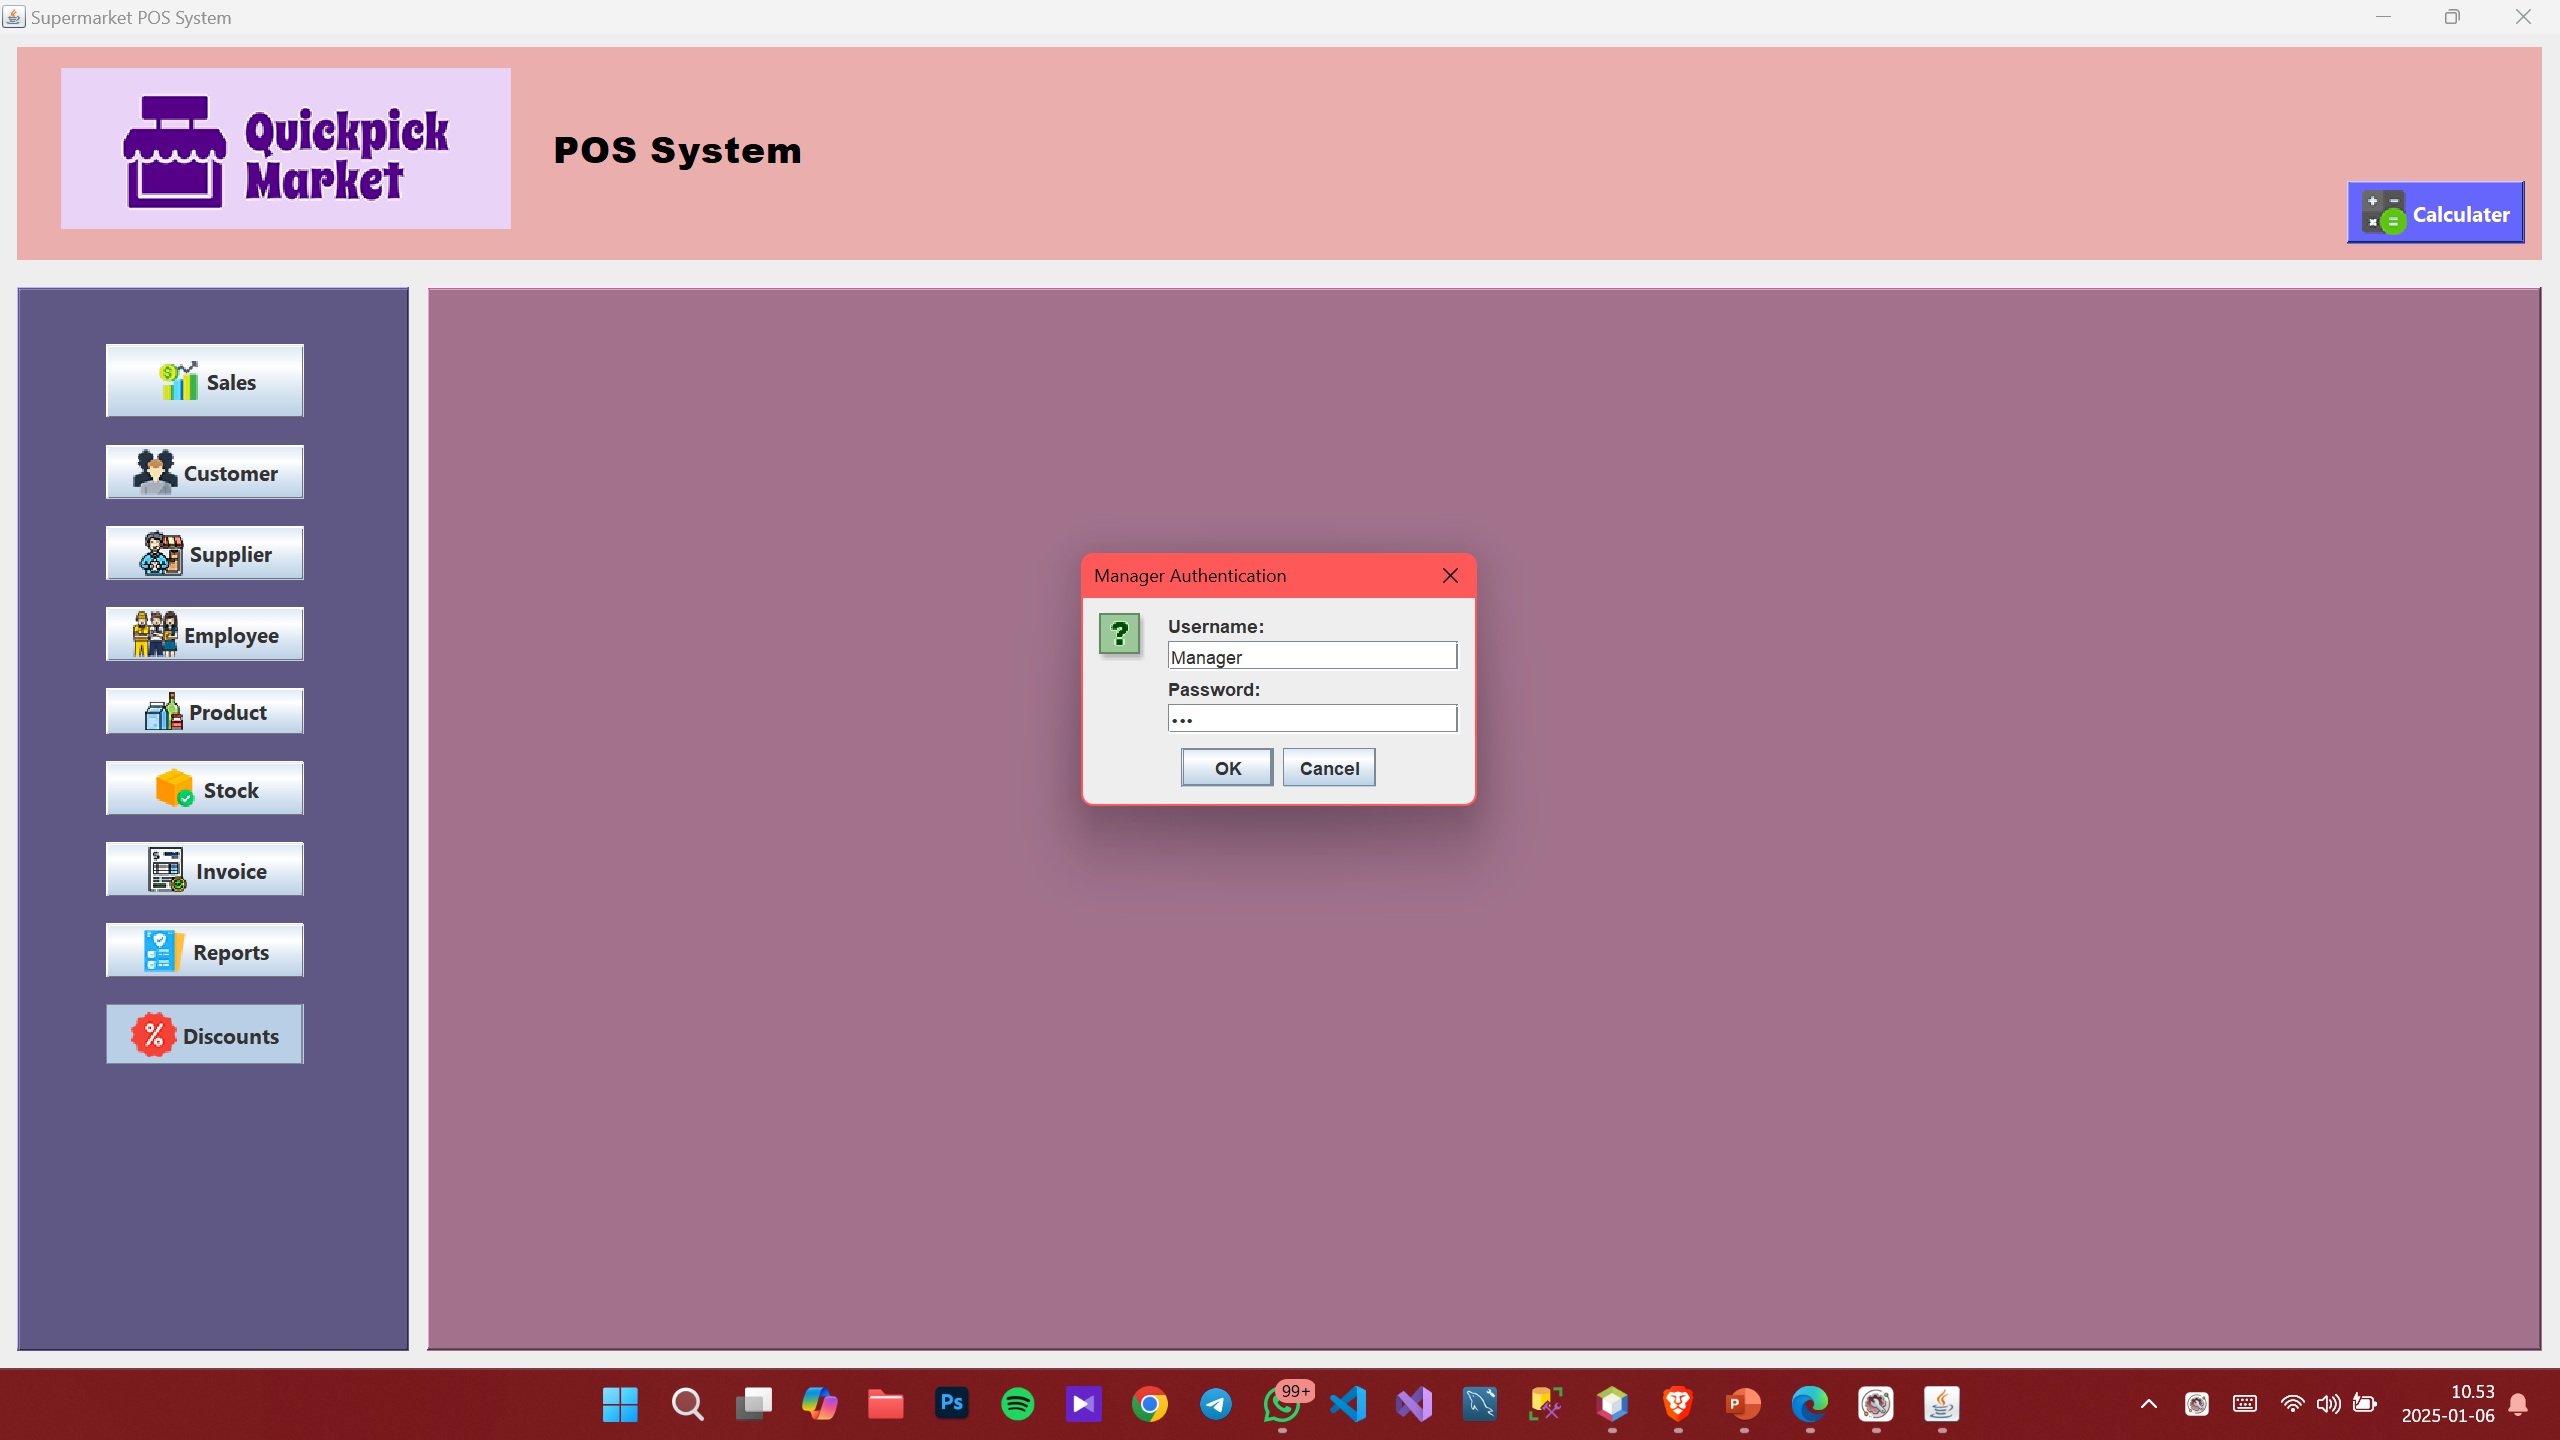 Supermarket POS System
Quickpick
Market
POS System
Calculater
Sales
Customer
Supplier
Employee
Product
Stock
Invoice
Reports
Discounts
Manager Authentication
?
Username:
Manager
Password:
•••
OK
Cancel
Ps
99+
P
10.53
2025-01-06